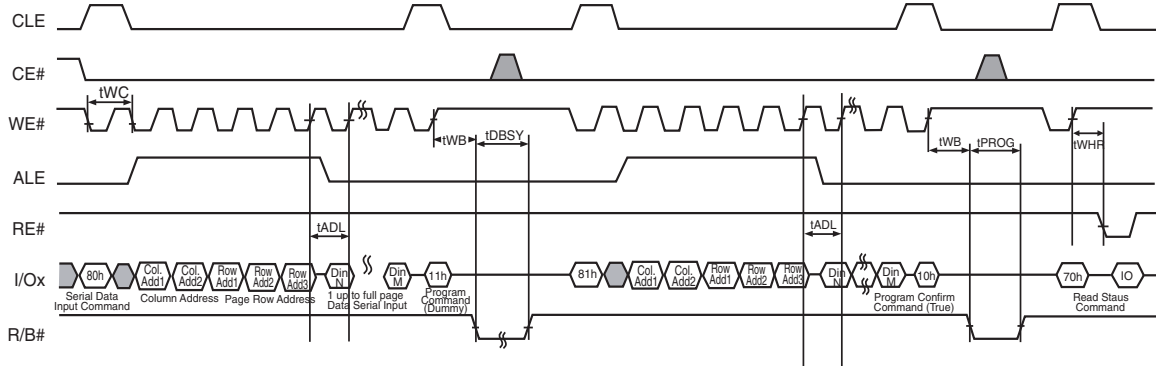 CLE
CE#
tWC
WE#
tWB
tDBSY
tWB
tPROG
tWHR
ALE
RE#
tADL
tADL
I/Ox
80h
Col. Add1
Col. Add2
Row Add1
Row Add2
Row Add3
Din N
Din M
11h
81h
Col. Add1
Col. Add2
Row Add1
Row Add2
Row Add3
Din N
Din M
10h
70h
IO
Serial Data
Input Command
Column Address
Page Row Address
1 up to full page
Data Serial Input
Program
Command
(Dummy)
Program Confirm
Command (True)
Read Staus
Command
R/B#